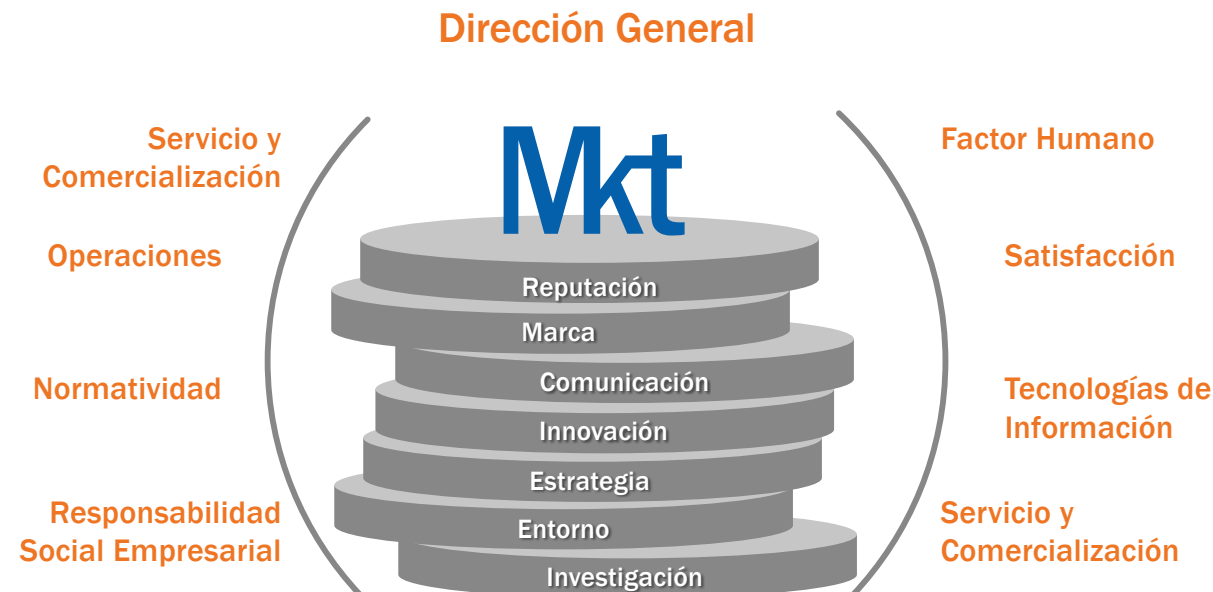 Dirección General
Servicio y
Comercialización
Operaciones
Normatividad
Responsabilidad
Social Empresarial
Mkt
Reputación
Marca
Comunicación
Innovación
Estrategia
Entorno
Investigación
Factor Humano
Satisfacción
Tecnologías de
Información
Servicio y
Comercialización